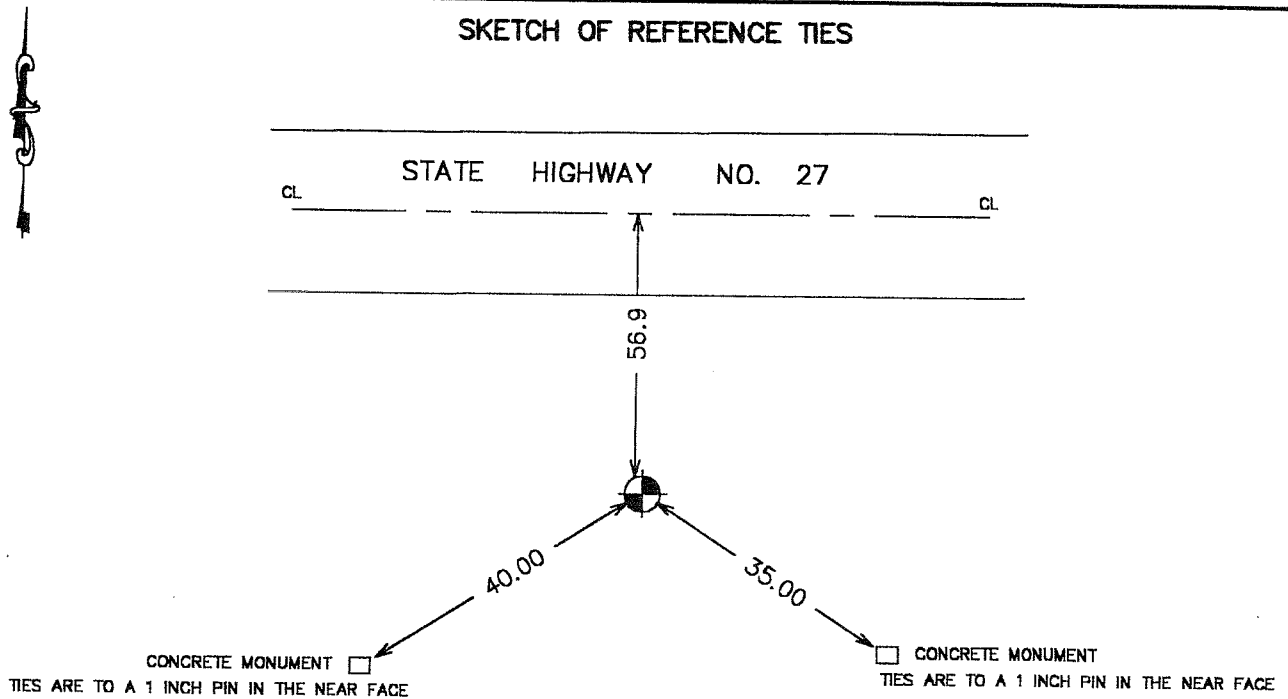 SKETCH OF REFERENCE TIES
STATE HIGHWAY NO. 27
CL
CL
56.9
40.00
35.00
CONCRETE MONUMENT
TIES ARE TO A 1 INCH PIN IN THE NEAR FACE
CONCRETE MONUMENT
TIES ARE TO A 1 INCH PIN IN THE NEAR FACE